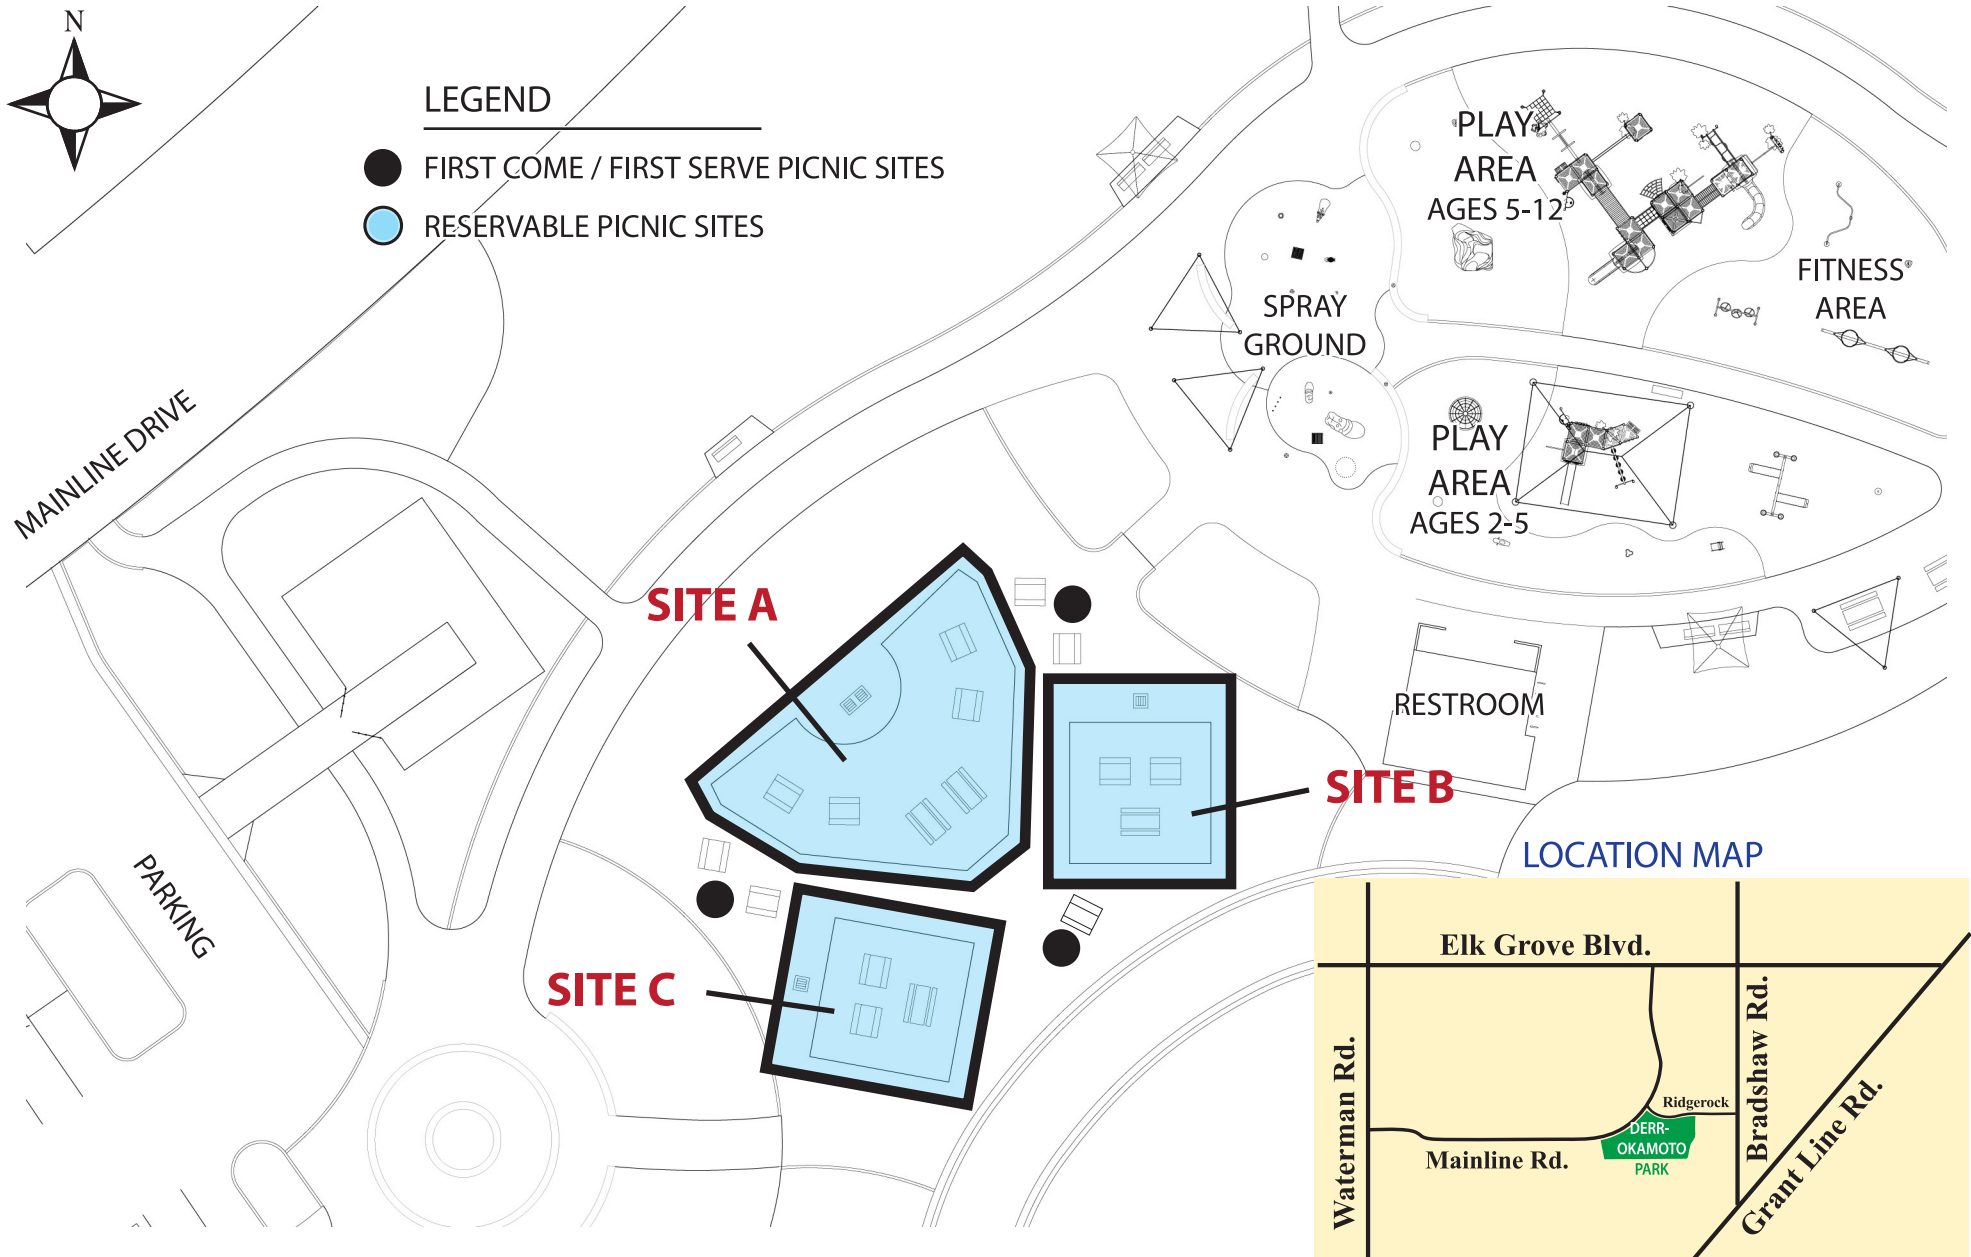 N
LEGEND
FIRST COME / FIRST SERVE PICNIC SITES
RESERVABLE PICNIC SITES
PLAY
AREA
AGES 5-12
FITNESS
AREA
SPRAY
GROUND
MAINLINE DRIVE
PLAY
AREA
AGES 2-5
SITE A
RESTROOM
SITE B
PARKING
SITE C
LOCATION MAP
Elk Grove Blvd.
Waterman Rd.
Bradshaw Rd.
Grant Line Rd.
Ridgerock
DERR-
OKAMOTO
PARK
Mainline Rd.